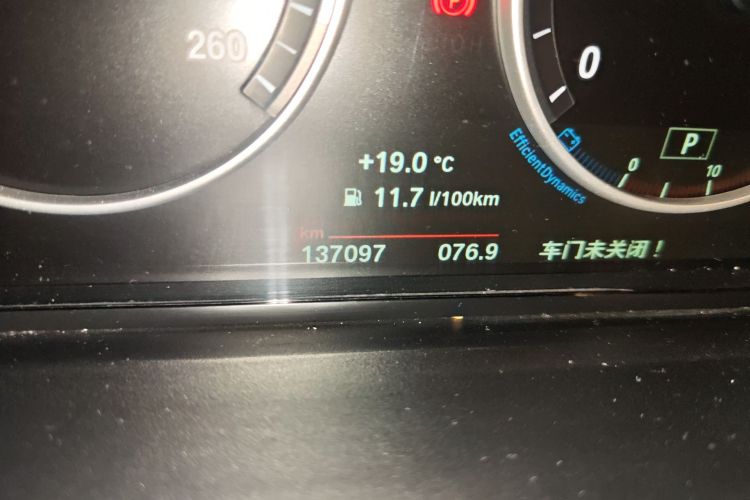 260
P
0
EfficientDynamics
0
P
10
+19.0 °C
11.7 l/100km
km
137097 076.9 车门未关闭！